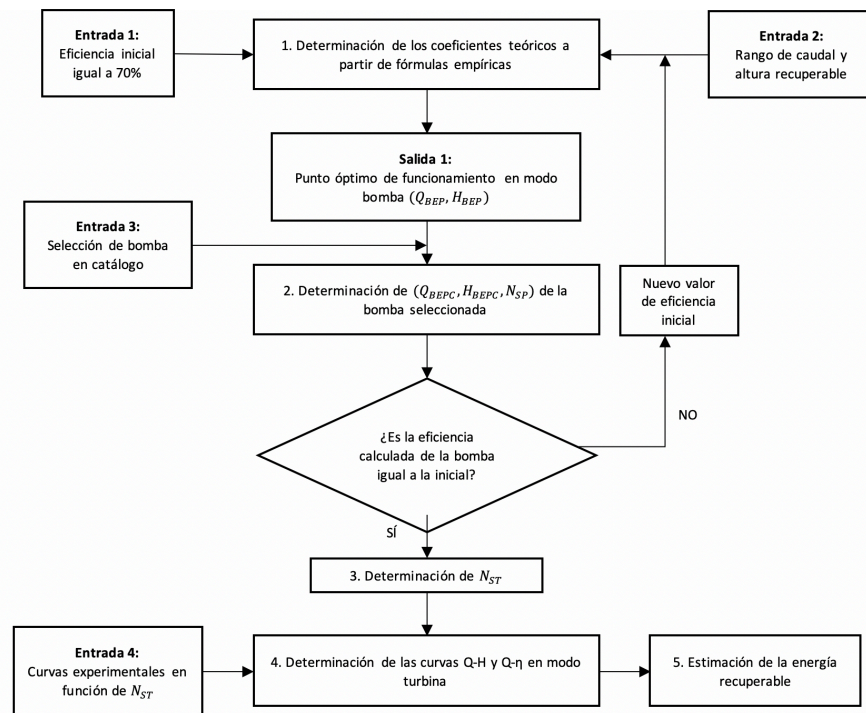 Entrada 1:
Eficiencia inicial
igual a 70%
1. Determinación de los coeficientes teóricos a
partir de fórmulas empíricas
Entrada 2:
Rango de caudal y
altura recuperable
Salida 1:
Punto óptimo de funcionamiento en modo
bomba (Q_BEP, H_BEP)
Entrada 3:
Selección de bomba
en catálogo
2. Determinación de (Q_BEPC, H_BEPC, N_SP) de la
bomba seleccionada
Nuevo valor
de eficiencia
inicial
¿Es la eficiencia
calculada de la bomba
igual a la inicial?
NO
SÍ
3. Determinación de N_ST
Entrada 4:
Curvas experimentales en
función de N_ST
4. Determinación de las curvas Q-H y Q-η en modo
turbina
5. Estimación de la energía
recuperable